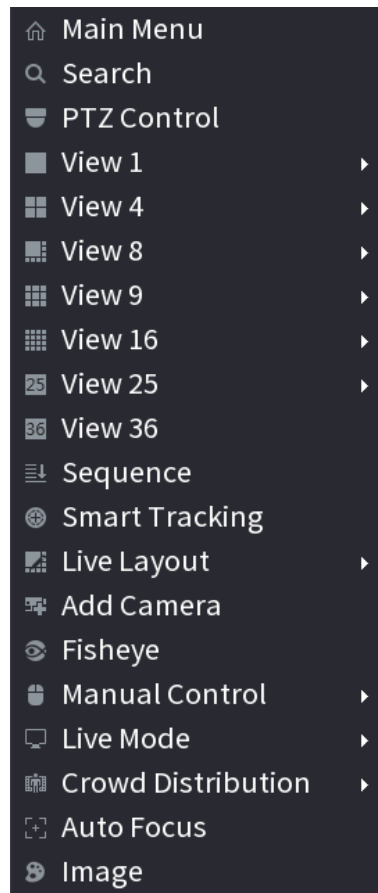 Main Menu
Search
PTZ Control
View 1
View 4
View 8
View 9
View 16
25 View 25
36 View 36
Sequence
Smart Tracking
Live Layout
Add Camera
Fisheye
Manual Control
Live Mode
Crowd Distribution
Auto Focus
Image